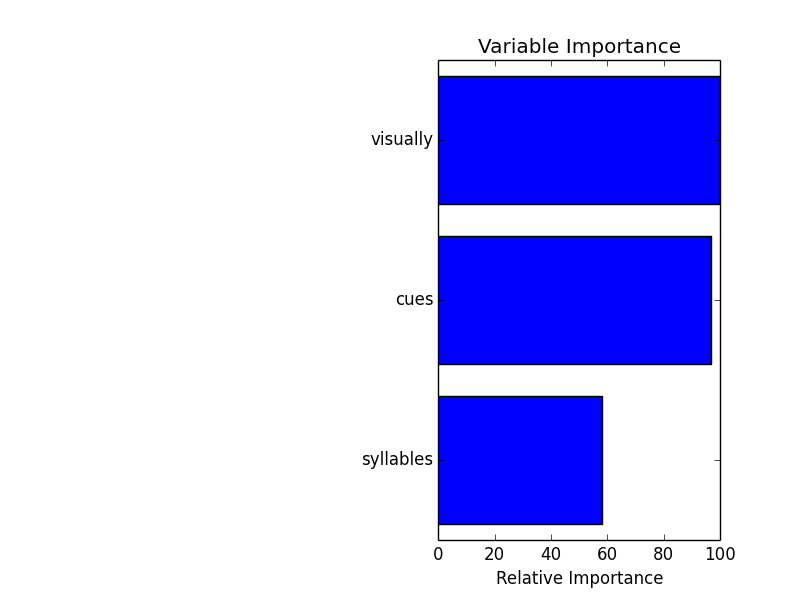 Variable Importance
visually
cues
syllables
0 20 40 60 80 100
Relative Importance